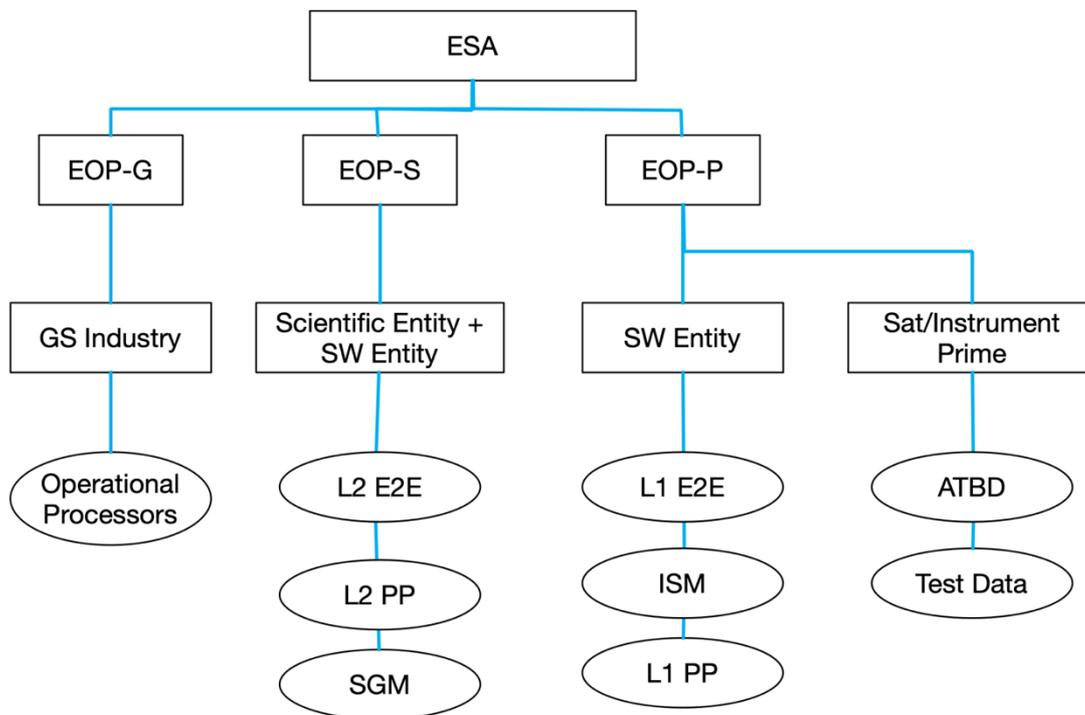 ESA
EOP-G
EOP-S
EOP-P
GS Industry
Scientific Entity +
SW Entity
SW Entity
Sat/Instrument
Prime
Operational
Processors
L2 E2E
L1 E2E
ATBD
L2 PP
ISM
Test Data
SGM
L1 PP